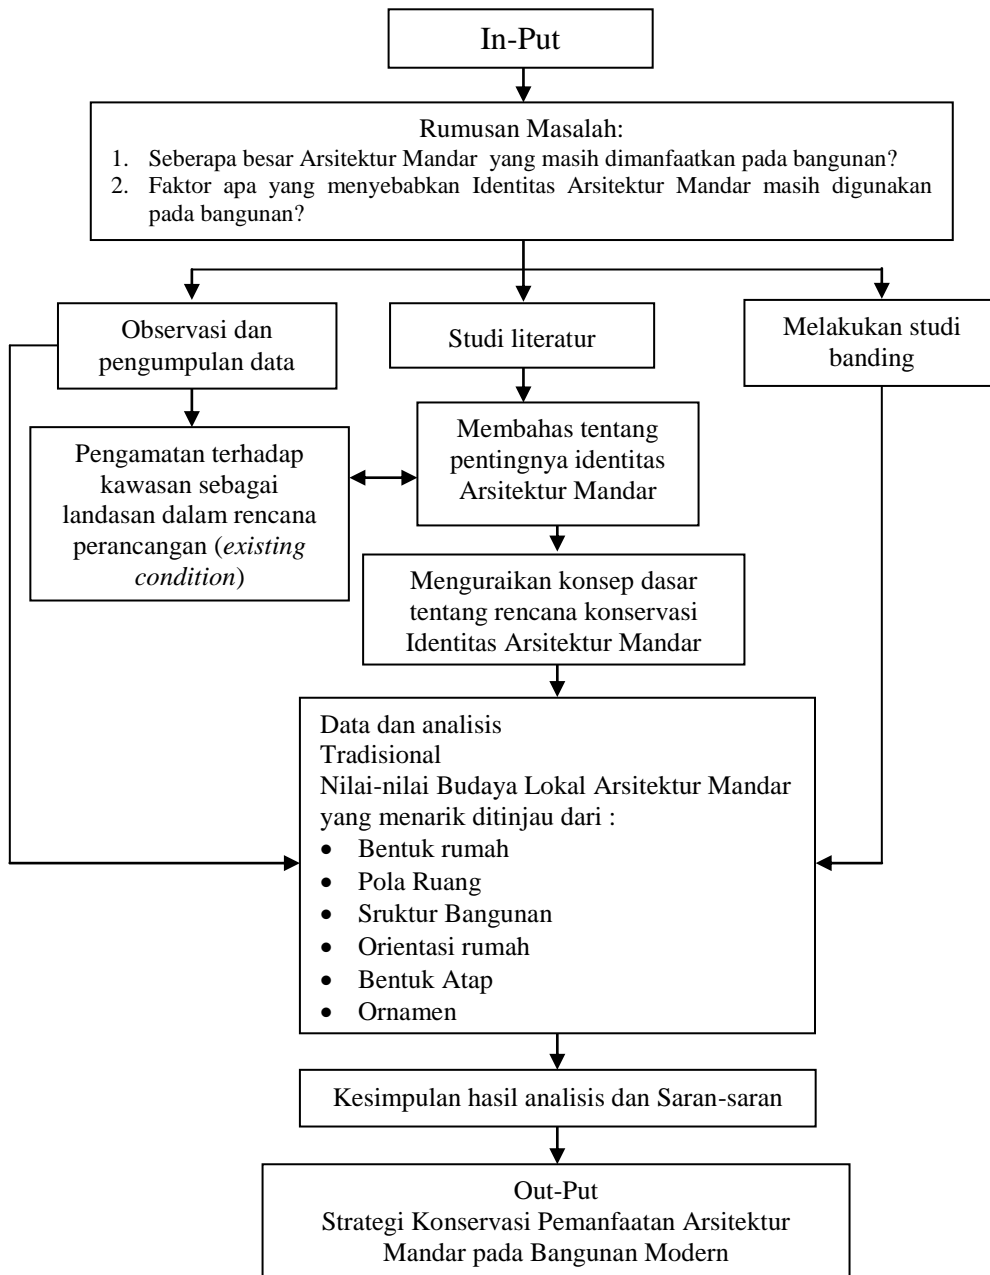 In-Put
Rumusan Masalah:
1. Seberapa besar Arsitektur Mandar yang masih dimanfaatkan pada bangunan?
2. Faktor apa yang menyebabkan Identitas Arsitektur Mandar masih digunakan
pada bangunan?
Observasi dan
pengumpulan data
Studi literatur
Melakukan studi
banding
Pengamatan terhadap
kawasan sebagai
landasan dalam rencana
perancangan (existing
condition)
Membahas tentang
pentingnya identitas
Arsitektur Mandar
Menguraikan konsep dasar
tentang rencana konservasi
Identitas Arsitektur Mandar
Data dan analisis
Tradisional
Nilai-nilai Budaya Lokal Arsitektur Mandar
yang menarik ditinjau dari :
• Bentuk rumah
• Pola Ruang
• Sruktur Bangunan
• Orientasi rumah
• Bentuk Atap
• Ornamen
Kesimpulan hasil analisis dan Saran-saran
Out-Put
Strategi Konservasi Pemanfaatan Arsitektur
Mandar pada Bangunan Modern